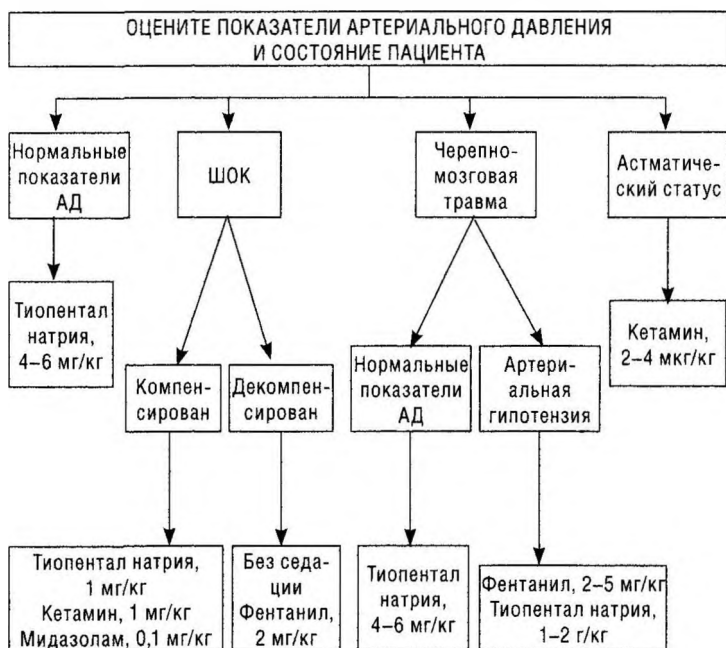 ОЦЕНИТЕ ПОКАЗАТЕЛИ АРТЕРИАЛЬНОГО ДАВЛЕНИЯ
И СОСТОЯНИЕ ПАЦИЕНТА
Нормальные
показатели
АД
ШОК
Черепно-
мозговая
травма
Астматиче-
ский статус
Тиопентал
натрия,
4–6 мг/кг
Кетамин,
2–4 мкг/кг
Компен-
сирован
Декомпен-
сирован
Нормальные
показатели
АД
Артери-
альная
гипотензия
Тиопентал натрия,
1 мг/кг
Кетамин, 1 мг/кг
Мидазолам, 0,1 мг/кг
Без седа-
ции
Фентанил,
2 мг/кг
Тиопентал
натрия,
4–6 мг/кг
Фентанил, 2–5 мг/кг
Тиопентал натрия,
1–2 г/кг